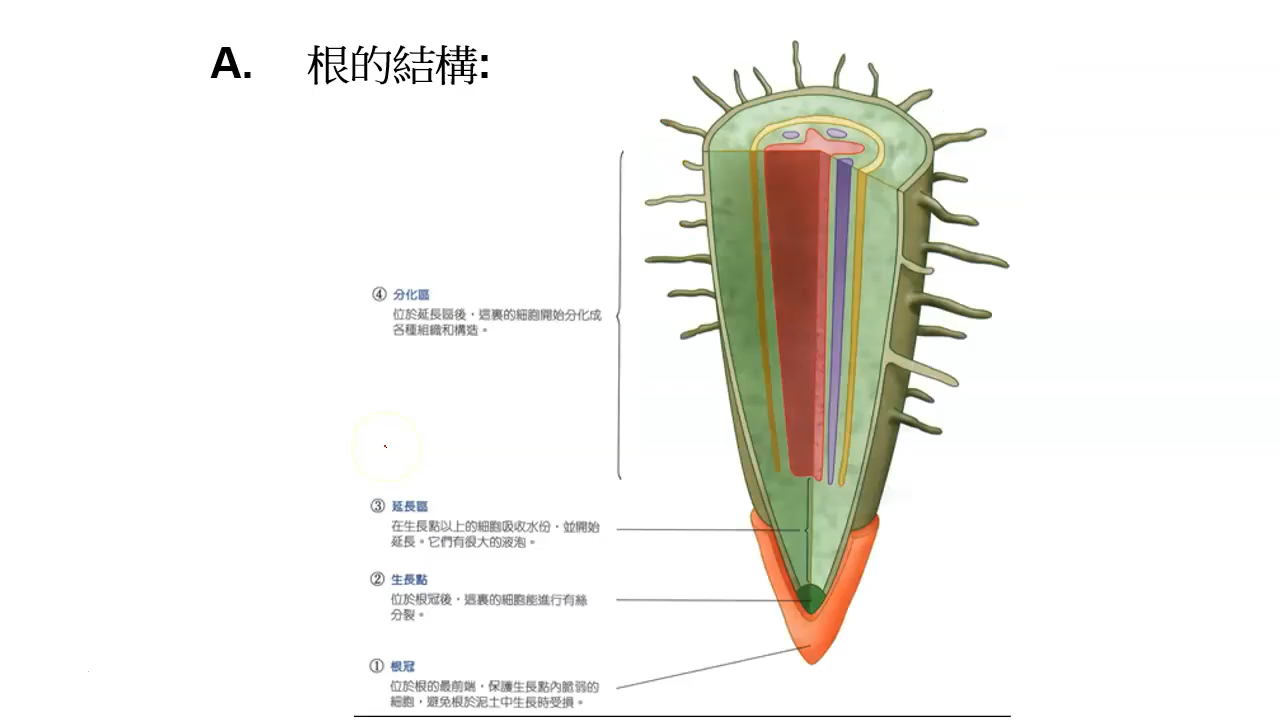 A. 根的結構:
④ 分化區
位於延長區後，這裏的細胞開始分化成
各種組織和構造。
③ 延長區
在生長點以上的細胞吸收水份，並開始
延長。它們有很大的液泡。
② 生長點
位於根冠後，這裏的細胞能進行有絲
分裂。
① 根冠
位於根的最前端，保護生長點內脆弱的
細胞，避免根於泥土中生長時受損。